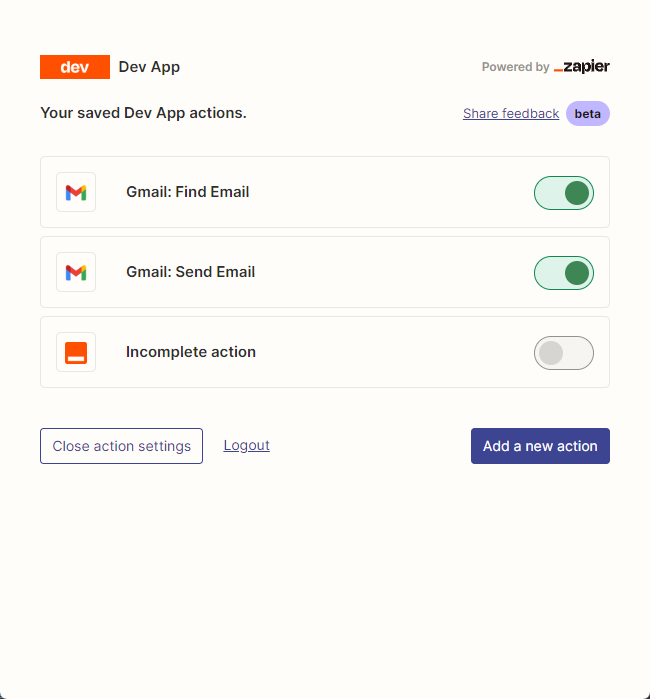 dev Dev App Powered by zapier
Your saved Dev App actions. Share feedback beta
Gmail: Find Email
Gmail: Send Email
Incomplete action
Close action settings Logout Add a new action